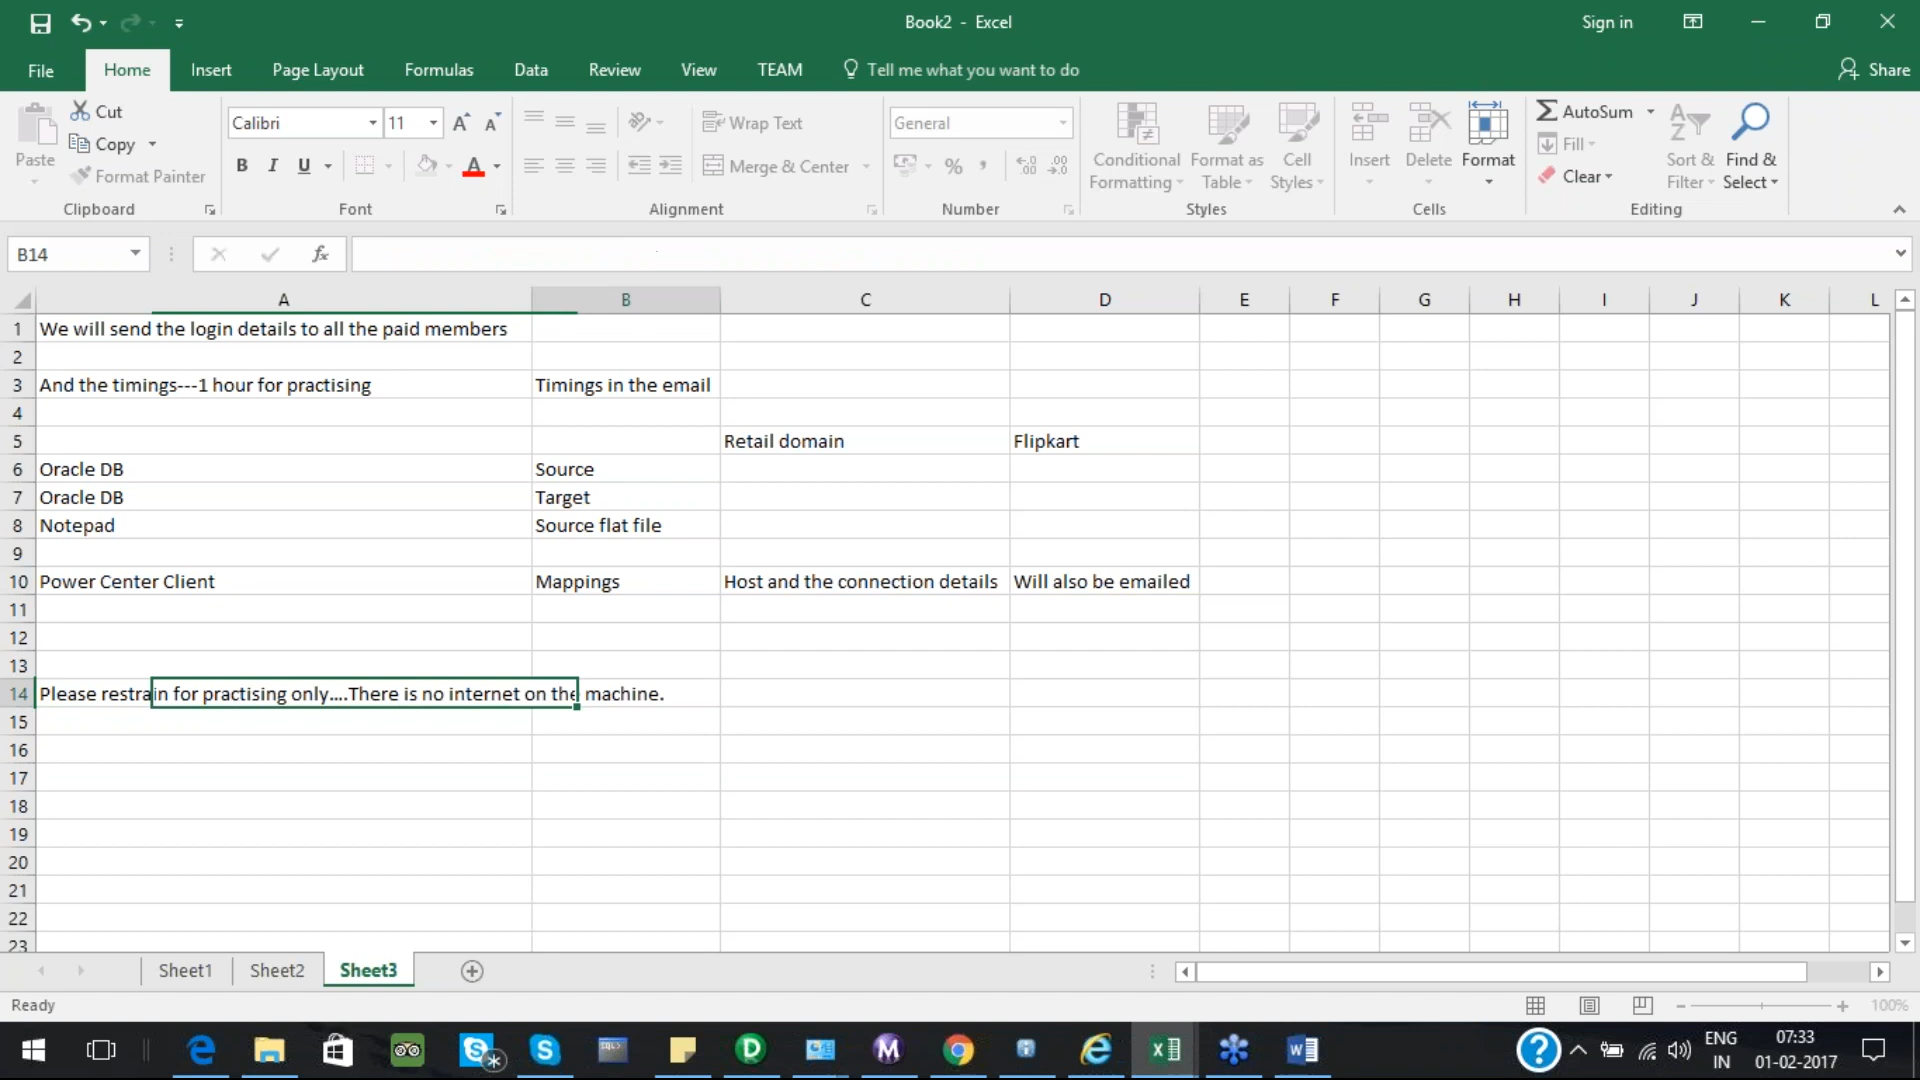 Book2 - Excel
Sign in
File
Home
Insert
Page Layout
Formulas
Data
Review
View
TEAM
Tell me what you want to do
Share
Paste
Cut
Copy
Format Painter
Clipboard
Calibri
11
B I U
Font
Wrap Text
Merge & Center
Alignment
General
%
Number
Conditional Formatting
Format as Table
Cell Styles
Styles
Insert
Delete
Format
Cells
AutoSum
Fill
Clear
Sort & Filter
Find & Select
Editing
B14
fx
A B C D E F G H I J K L
1 We will send the login details to all the paid members
2
3 And the timings---1 hour for practising Timings in the email
4
5 Retail domain Flipkart
6 Oracle DB Source
7 Oracle DB Target
8 Notepad Source flat file
9
10 Power Center Client Mappings Host and the connection details Will also be emailed
11
12
13
14 Please restrain for practising only....There is no internet on the machine.
15
16
17
18
19
20
21
22
23
Sheet1 Sheet2 Sheet3
Ready
100%
ENG
IN
07:33
01-02-2017